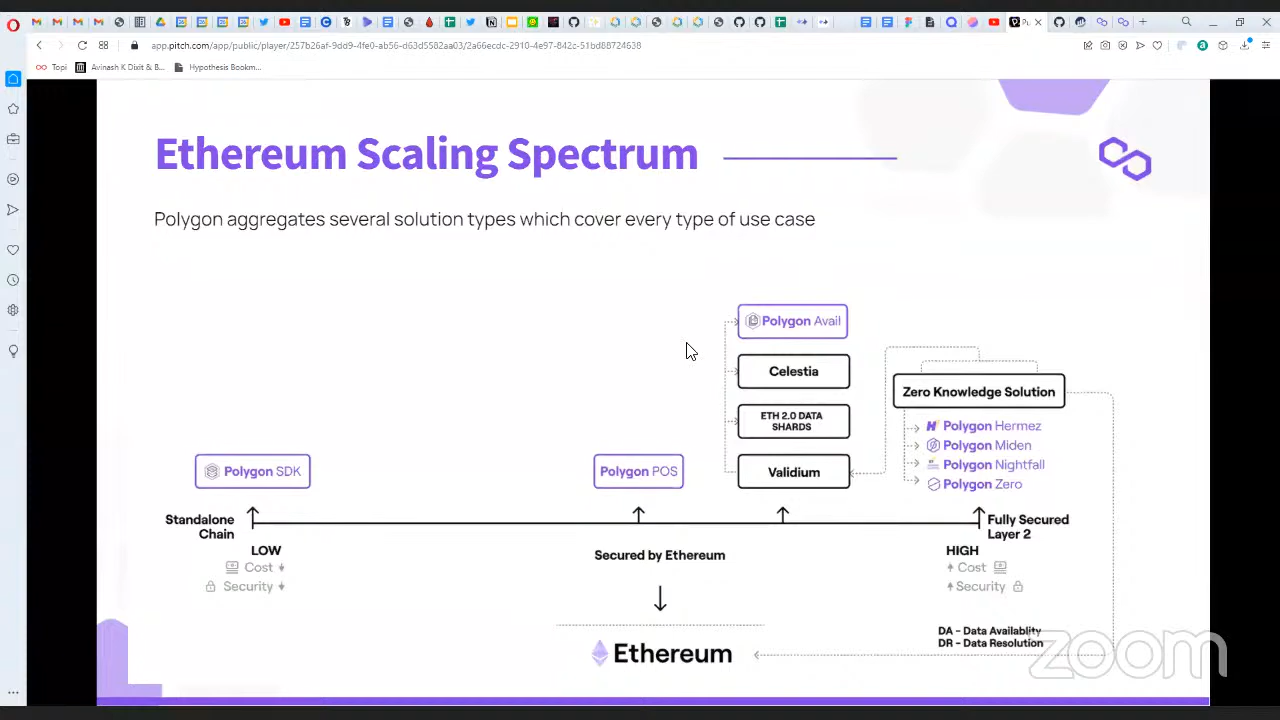 app.pitch.com/app/public/player/257b26af-9dd9-4fe0-ab56-d63d5582aa03/2a6fecdc-2910-4e97-842c-51bd88724638
Topi
Avinash K Dixit & B...
Hypothesis Bookm...
Ethereum Scaling Spectrum
Polygon aggregates several solution types which cover every type of use case
Polygon Avail
Celestia
ETH 2.0 DATA
SHARDS
Validium
Zero Knowledge Solution
Polygon Hermez
Polygon Miden
Polygon Nightfall
Polygon Zero
Polygon SDK
Polygon POS
Standalone
Chain
LOW
Cost
Security
Secured by Ethereum
Fully Secured
Layer 2
HIGH
Cost
Security
Ethereum
DA - Data Availablity
DR - Data Resolution
zoom